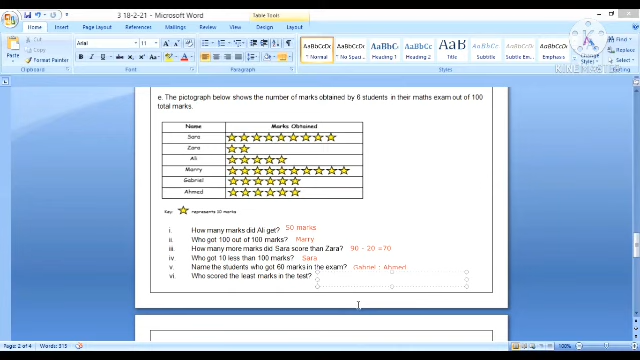 3 18-2-21 - Microsoft Word
Table Tools
Home Insert Page Layout References Mailings Review View Design Layout
Paste
Cut
Copy
Format Painter
Clipboard
Arial 11
Font
Paragraph
AaBbCcDc AaBbCcDc AaBbC AaBbCc AaB AaBbCc. AaBbCcDc AaBbCcDc
Normal No Spaci... Heading 1 Heading 2 Title Subtitle Subtle Em... Emphasis
Styles
Change Styles
Find
Replace
Select
Editing
KINEMASTER
e. The pictograph below shows the number of marks obtained by 6 students in their maths exam out of 100
total marks.
Name Marks Obtained
Sara
Zara
Ali
Marry
Gabriel
Ahmed
Key represents 10 marks
i. How many marks did Ali get? 50 marks
ii. Who got 100 out of 100 marks? Marry
iii. How many more marks did Sara score than Zara? 90 - 20 =70
iv. Who got 10 less than 100 marks? Sara
v. Name the students who got 60 marks in the exam? Gabriel ; Ahmed
vi. Who scored the least marks in the test?
Page: 2 of 4 Words: 315 100%